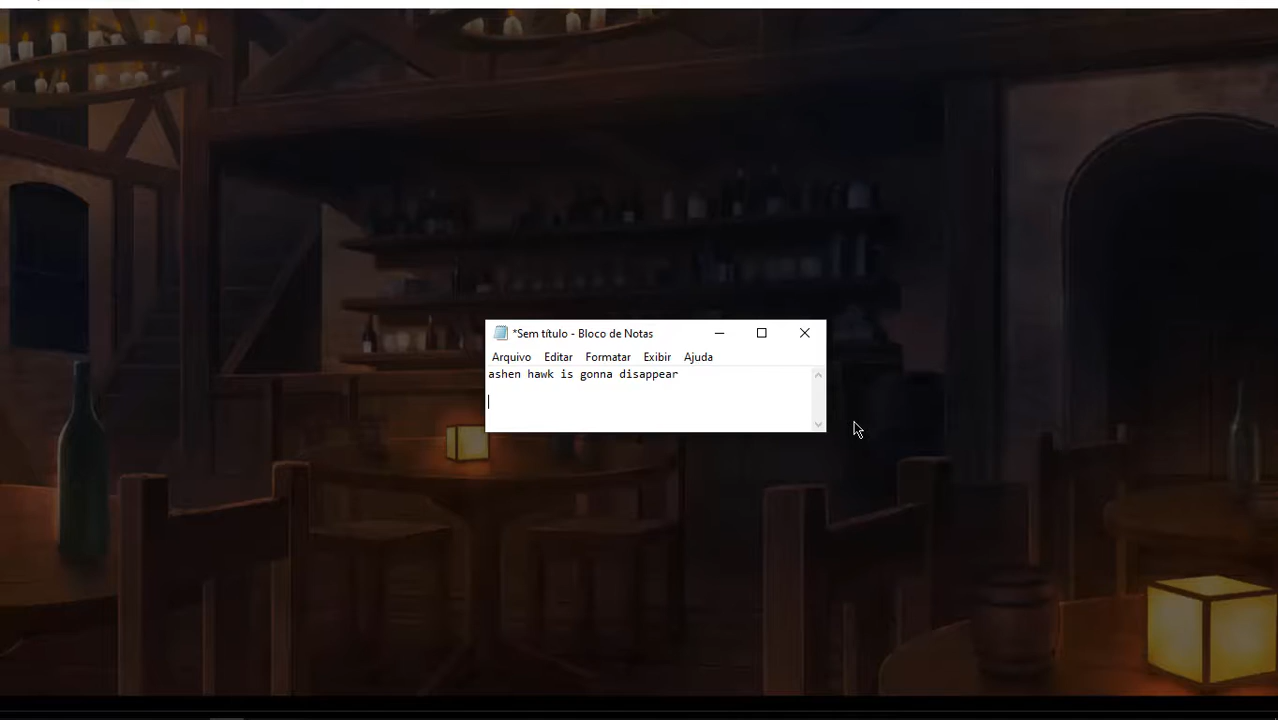 *Sem título - Bloco de Notas
Arquivo Editar Formatar Exibir Ajuda
ashen hawk is gonna disappear